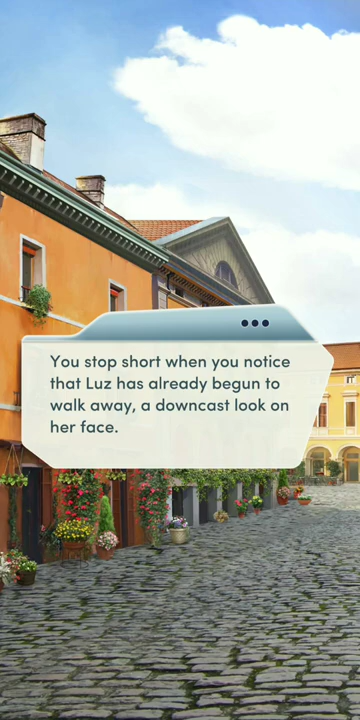 You stop short when you notice
that Luz has already begun to
walk away, a downcast look on
her face.